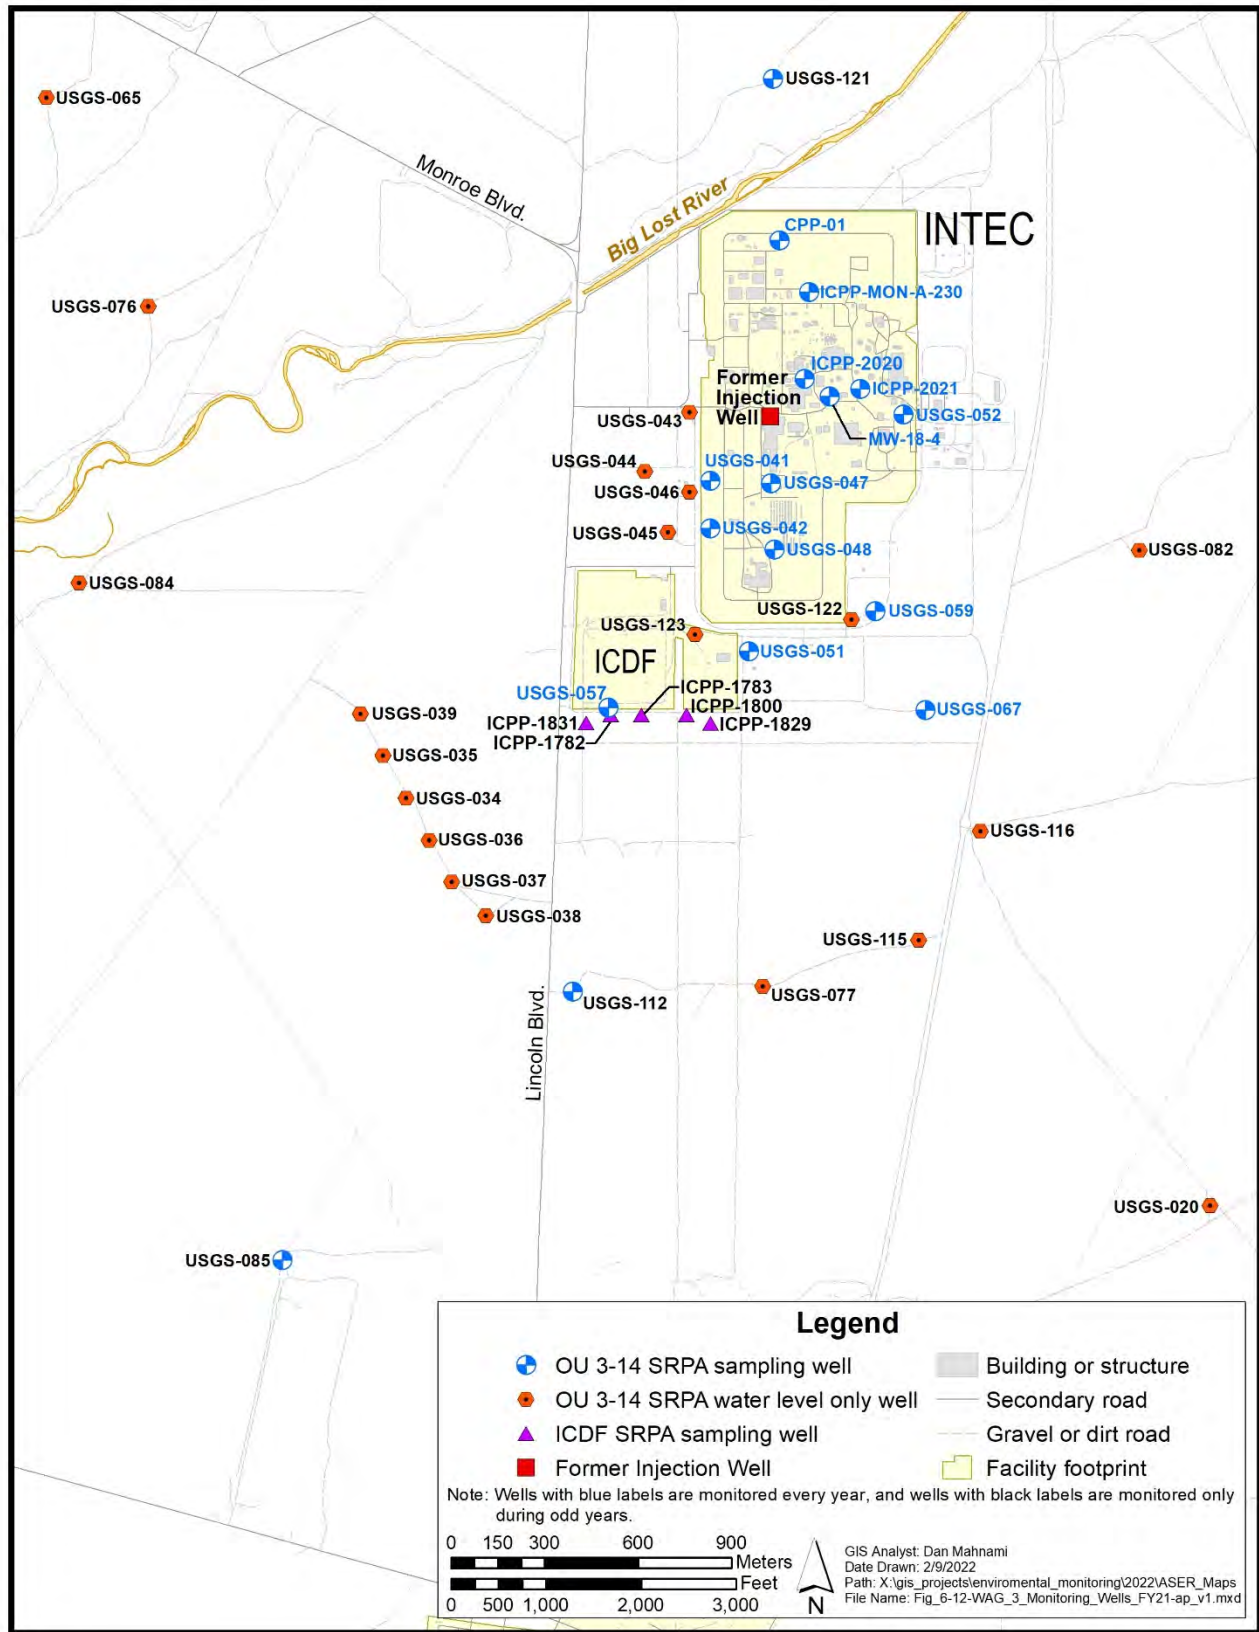 USGS-121
USGS-065
Monroe Blvd.
Big Lost River
CPP-01
INTEC
ICPP-MON-A-230
USGS-076
ICPP-2020
Former
Injection
Well
ICPP-2021
USGS-043
USGS-052
MW-18-4
USGS-044
USGS-041
USGS-046
USGS-047
USGS-045
USGS-042
USGS-048
USGS-082
USGS-084
USGS-122
USGS-059
USGS-123
USGS-051
ICDF
ICPP-1783
USGS-057
ICPP-1800
USGS-039
ICPP-1831
ICPP-1829
USGS-067
ICPP-1782
USGS-035
USGS-034
USGS-036
USGS-116
USGS-037
USGS-038
USGS-115
USGS-112
USGS-077
Lincoln Blvd.
USGS-020
USGS-085
Legend
OU 3-14 SRPA sampling well
Building or structure
OU 3-14 SRPA water level only well
Secondary road
ICDF SRPA sampling well
Gravel or dirt road
Former Injection Well
Facility footprint
Note: Wells with blue labels are monitored every year, and wells with black labels are monitored only
during odd years.
0 150 300 600 900
Meters
Feet
0 500 1,000 2,000 3,000
N
GIS Analyst: Dan Mahnami
Date Drawn: 2/9/2022
Path: X:\gis_projects\enviromental_monitoring\2022\ASER_Maps
File Name: Fig_6-12-WAG_3_Monitoring_Wells_FY21-ap_v1.mxd